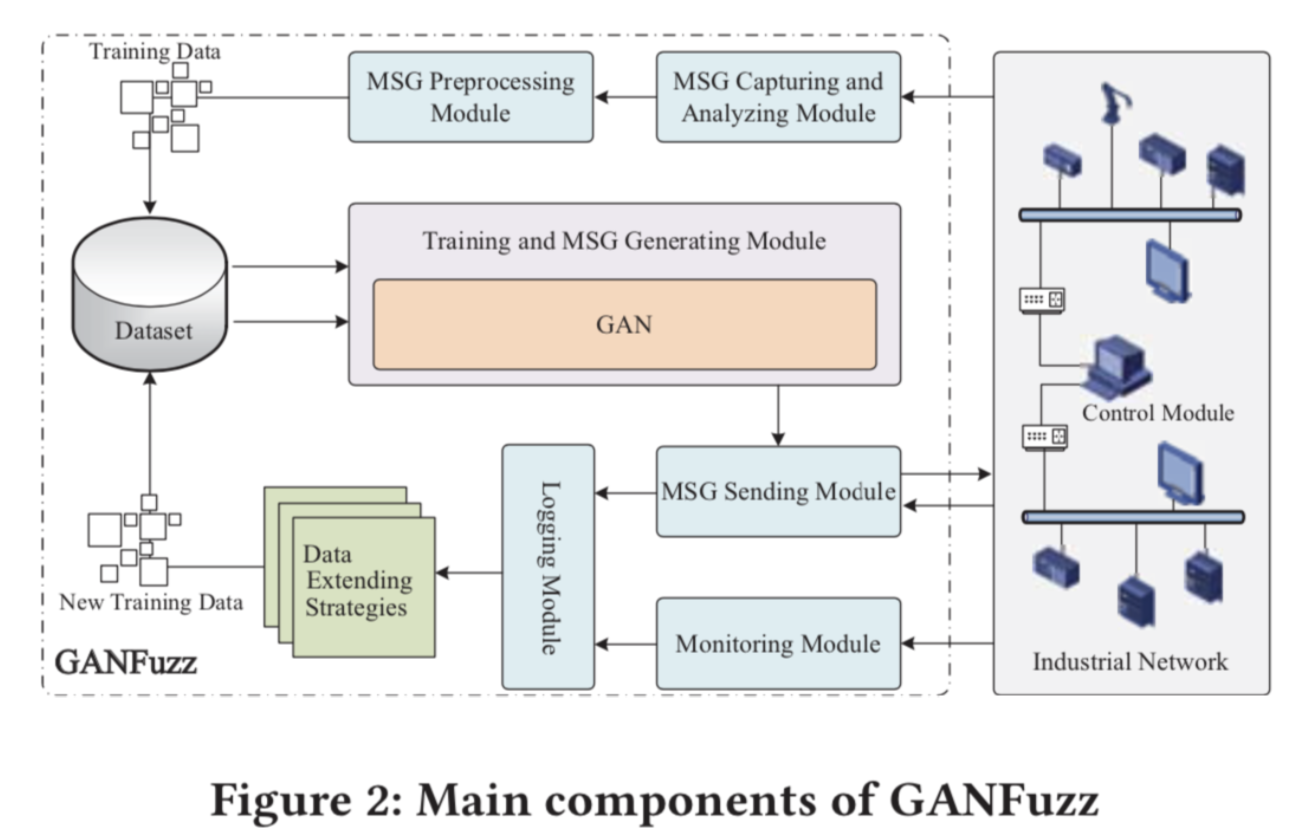 Training Data
MSG Preprocessing
Module
MSG Capturing and
Analyzing Module
Training and MSG Generating Module
GAN
Dataset
Control Module
MSG Sending Module
Logging Module
Data
Extending
Strategies
New Training Data
Monitoring Module
GANFuzz
Industrial Network
Figure 2: Main components of GANFuzz